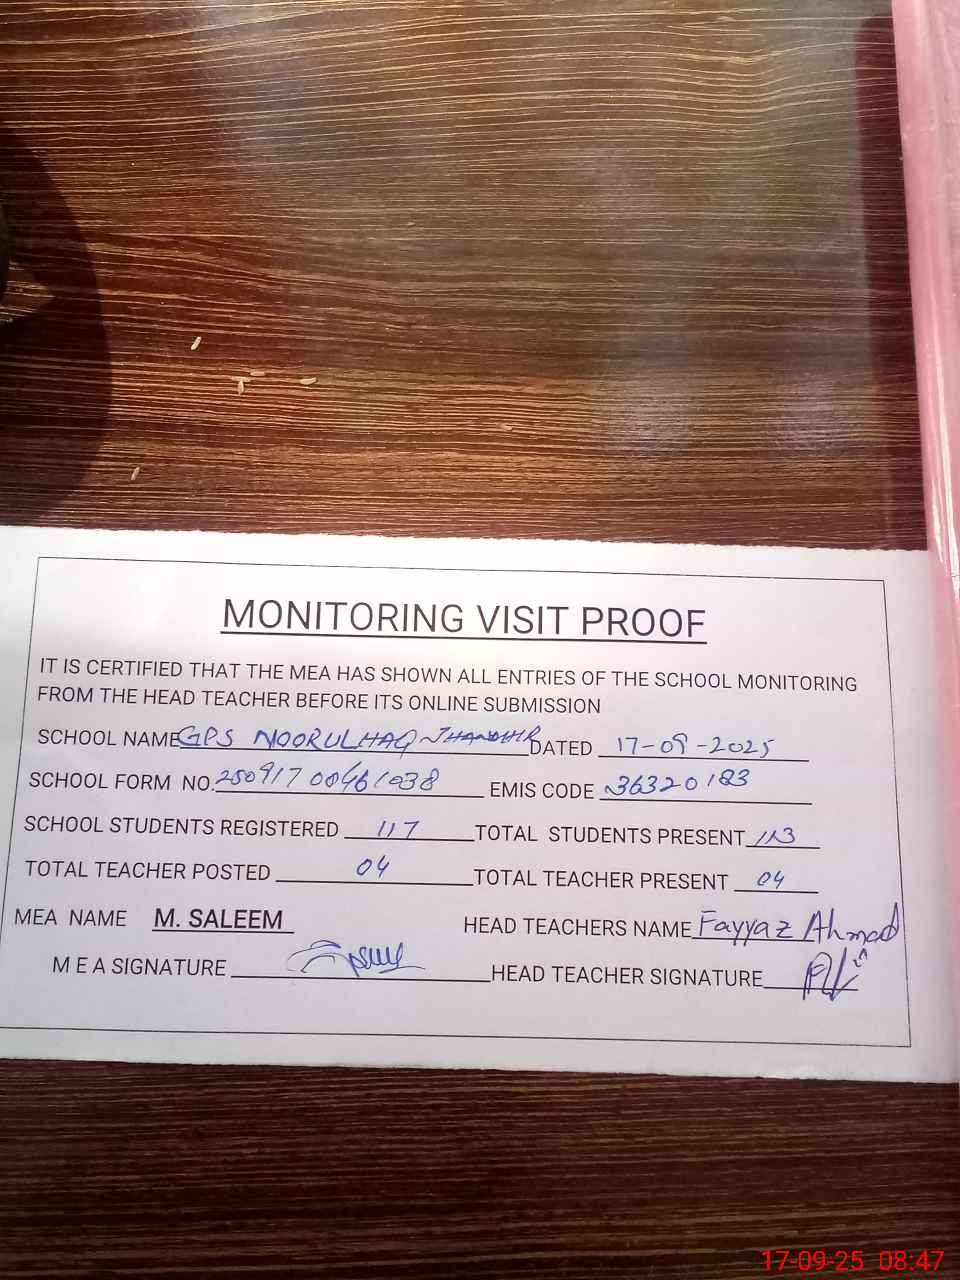 MONITORING VISIT PROOF
IT IS CERTIFIED THAT THE MEA HAS SHOWN ALL ENTRIES OF THE SCHOOL MONITORING
FROM THE HEAD TEACHER BEFORE ITS ONLINE SUBMISSION
SCHOOL NAME GPS NOORULHAQ DATED 17-09-2025
SCHOOL FORM NO. EMIS CODE 36320183
SCHOOL STUDENTS REGISTERED 117 TOTAL STUDENTS PRESENT 113
TOTAL TEACHER POSTED 04 TOTAL TEACHER PRESENT 04
MEA NAME M. SALEEM HEAD TEACHERS NAME Fayyaz Ahmad
M E A SIGNATURE HEAD TEACHER SIGNATURE
17-09-25 08:47